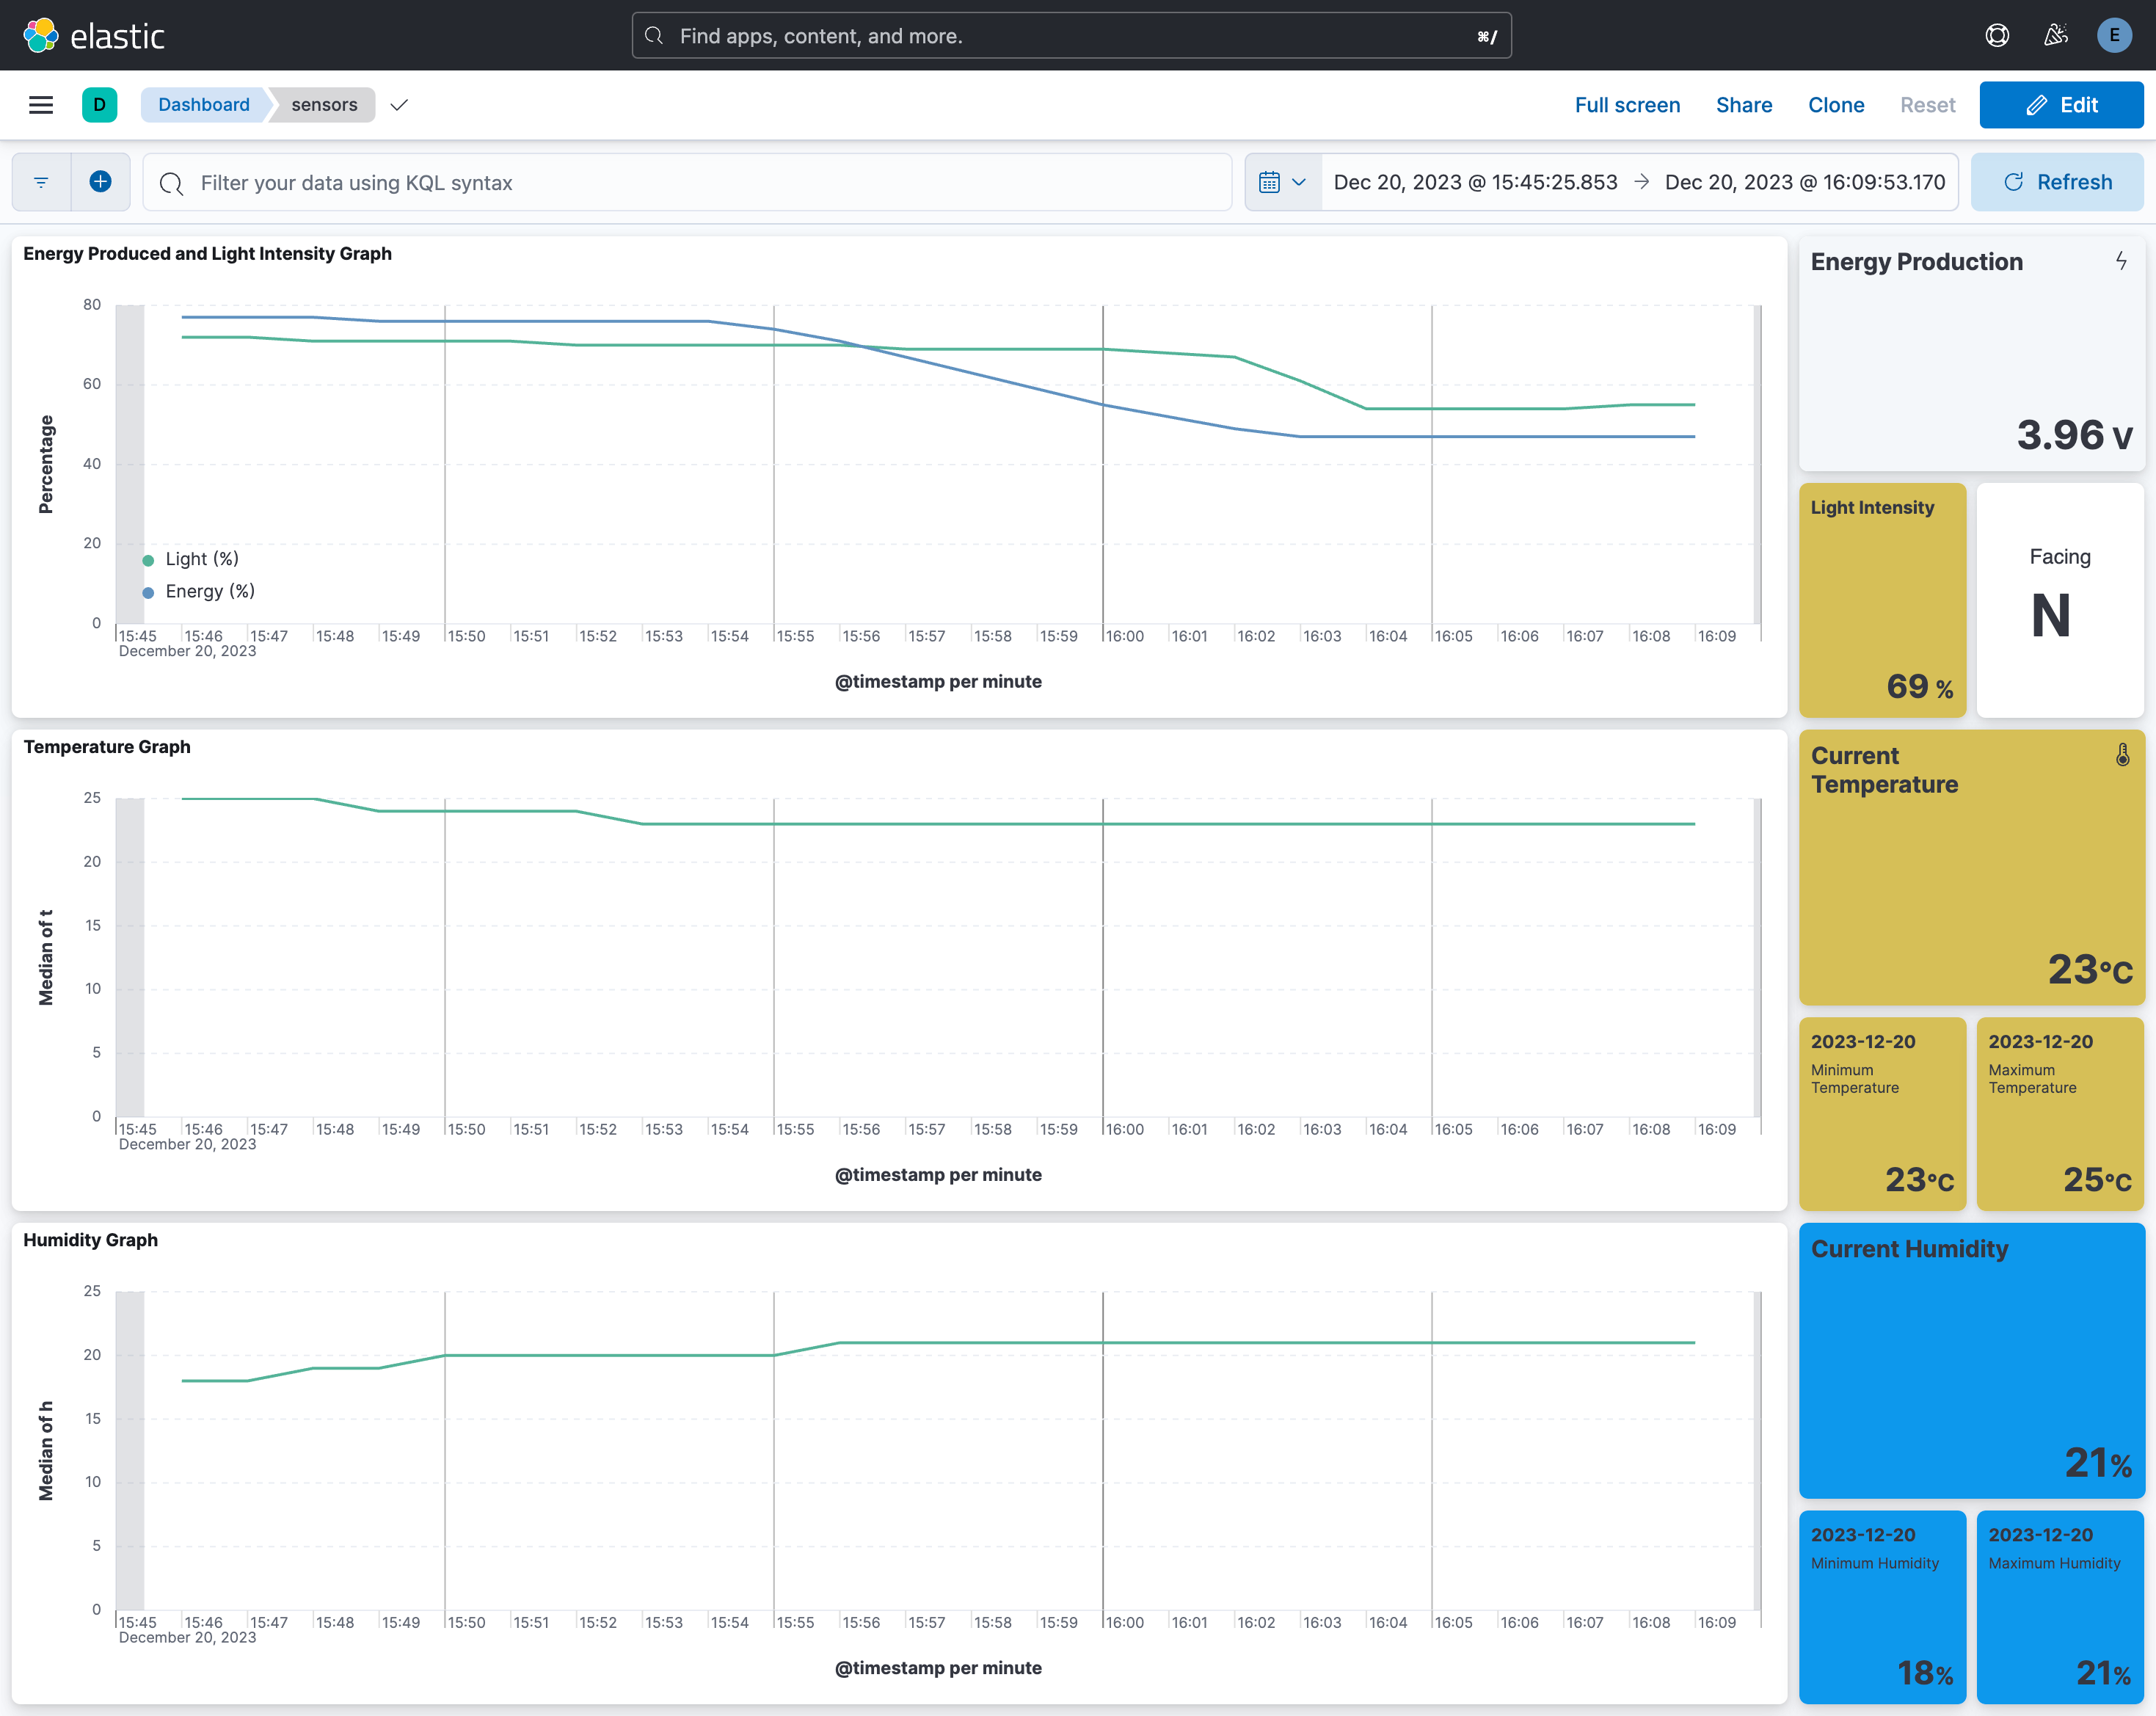 elastic
Find apps, content, and more.
⌘/
E
D
Dashboard
sensors
Full screen
Share
Clone
Reset
Edit
Filter your data using KQL syntax
Dec 20, 2023 @ 15:45:25.853 → Dec 20, 2023 @ 16:09:53.170
Refresh
Energy Produced and Light Intensity Graph
80
60
40
20
0
Percentage
Light (%)
Energy (%)
15:45 15:46 15:47 15:48 15:49 15:50 15:51 15:52 15:53 15:54 15:55 15:56 15:57 15:58 15:59 16:00 16:01 16:02 16:03 16:04 16:05 16:06 16:07 16:08 16:09
December 20, 2023
@timestamp per minute
Energy Production
3.96 V
Light Intensity
69 %
Facing
N
Temperature Graph
25
20
15
10
5
0
Median of t
15:45 15:46 15:47 15:48 15:49 15:50 15:51 15:52 15:53 15:54 15:55 15:56 15:57 15:58 15:59 16:00 16:01 16:02 16:03 16:04 16:05 16:06 16:07 16:08 16:09
December 20, 2023
@timestamp per minute
Current
Temperature
23°C
2023-12-20
Minimum
Temperature
23°C
2023-12-20
Maximum
Temperature
25°C
Humidity Graph
25
20
15
10
5
0
Median of h
15:45 15:46 15:47 15:48 15:49 15:50 15:51 15:52 15:53 15:54 15:55 15:56 15:57 15:58 15:59 16:00 16:01 16:02 16:03 16:04 16:05 16:06 16:07 16:08 16:09
December 20, 2023
@timestamp per minute
Current Humidity
21%
2023-12-20
Minimum Humidity
18%
2023-12-20
Maximum Humidity
21%